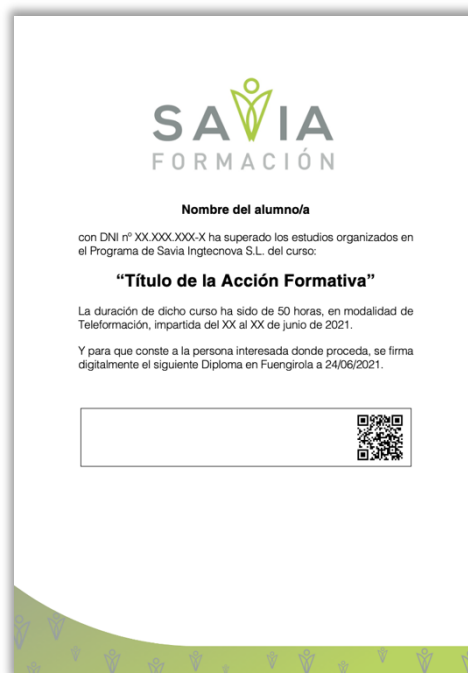 SAVIA
FORMACIÓN
Nombre del alumno/a
con DNI nº XX.XXX.XXX-X ha superado los estudios organizados en
el Programa de Savia Ingtecnova S.L. del curso:
“Título de la Acción Formativa”
La duración de dicho curso ha sido de 50 horas, en modalidad de
Teleformación, impartida del XX al XX de junio de 2021.
Y para que conste a la persona interesada donde proceda, se firma
digitalmente el siguiente Diploma en Fuengirola a 24/06/2021.